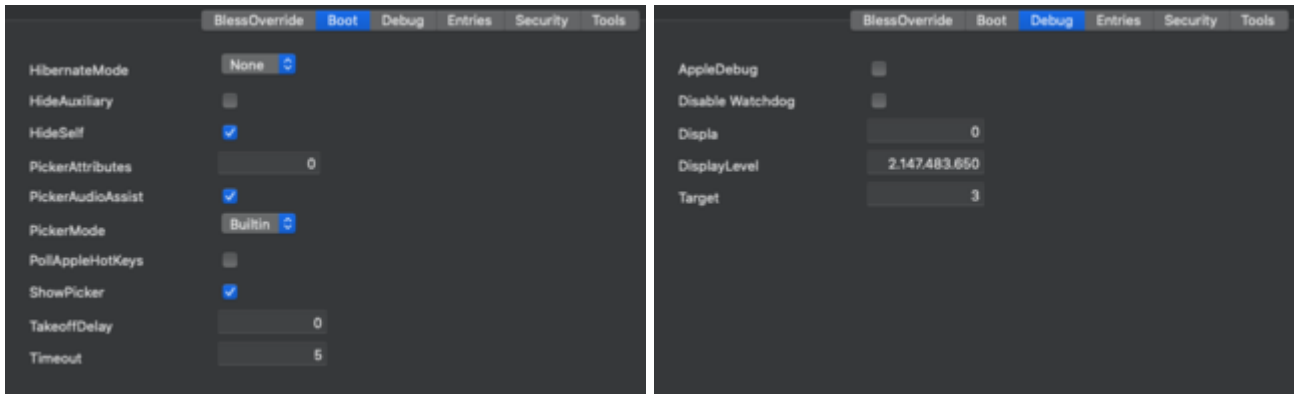 BlessOverride Boot Debug Entries Security Tools
HibernateMode None
HideAuxiliary
HideSelf
PickerAttributes 0
PickerAudioAssist
PickerMode Builtin
PollAppleHotKeys
ShowPicker
TakeoffDelay 0
Timeout 5
BlessOverride Boot Debug Entries Security Tools
AppleDebug
Disable Watchdog
Displa 0
DisplayLevel 2.147.483.650
Target 3